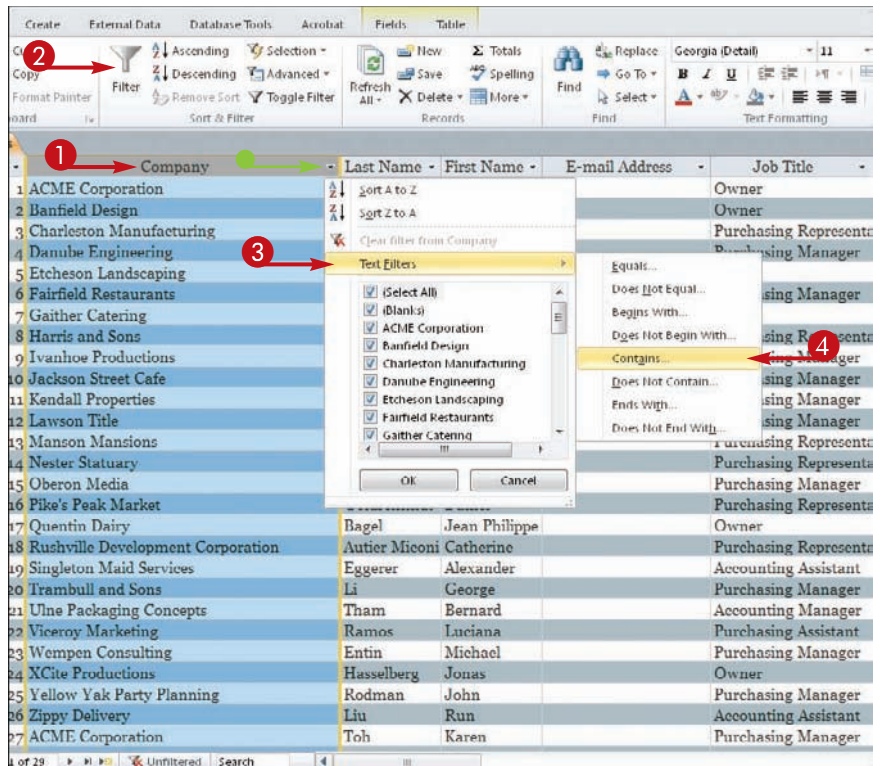 Create External Data Database Tools Acrobat Fields Table
2
Copy
Format Painter
Filter
Ascending
Descending
Remove Sort
Selection
Advanced
Toggle Filter
Sort & Filter
Refresh All
New
Save
Delete
Totals
Spelling
More
Records
Find
Replace
Go To
Select
Find
Georgia (Detail) 11
B I U
A
Text Formatting
1
Company Last Name First Name E-mail Address Job Title
1 ACME Corporation Owner
2 Banfield Design Owner
3 Charleston Manufacturing Purchasing
4 Danube Engineering Manager
5 Etcheson Landscaping
6 Fairfield Restaurants Manager
7 Gaither Catering
8 Harris and Sons
9 Ivanhoe Productions
10 Jackson Street Cafe Purchasing Manager
11 Kendall Properties Manager
12 Lawson Title Manager
13 Manson Mansions Purchasing
14 Nester Statuary Purchasing
15 Oberon Media Purchasing Manager
16 Pike's Peak Market Purchasing
17 Quentin Dairy Bagel Jean Philippe Owner
18 Rushville Development Corporation Autier Miconi Catherine Purchasing
19 Singleton Maid Services Eggerer Alexander Accounting Assistant
20 Trambull and Sons Li George Purchasing Manager
21 Ulne Packaging Concepts Tham Bernard Accounting Manager
22 Viceroy Marketing Ramos Luciana Purchasing Assistant
23 Wempen Consulting Entin Michael Purchasing Manager
24 XCite Productions Hasselberg Jonas Owner
25 Yellow Yak Party Planning Rodman John Purchasing Manager
26 Zippy Delivery Liu Run Accounting Assistant
27 ACME Corporation Toh Karen Purchasing Manager
Sort A to Z
Sort Z to A
Clear filter from Company
3
Text Filters
(Select All)
(Blanks)
ACME Corporation
Banfield Design
Charleston Manufacturing
Danube Engineering
Etcheson Landscaping
Fairfield Restaurants
Gaither Catering
OK Cancel
Equals...
Does Not Equal...
Begins With...
Does Not Begin With...
Contains...
4
Does Not Contain...
Ends With...
Does Not End With...
1 of 29 Unfiltered Search